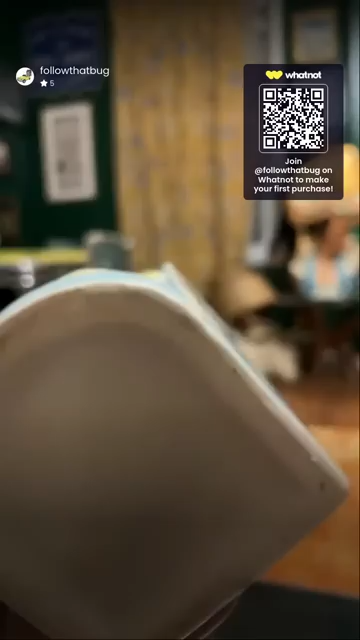 followthatbug
★ 5
whatnot
Join
@followthatbug on
Whatnot to make
your first purchase!